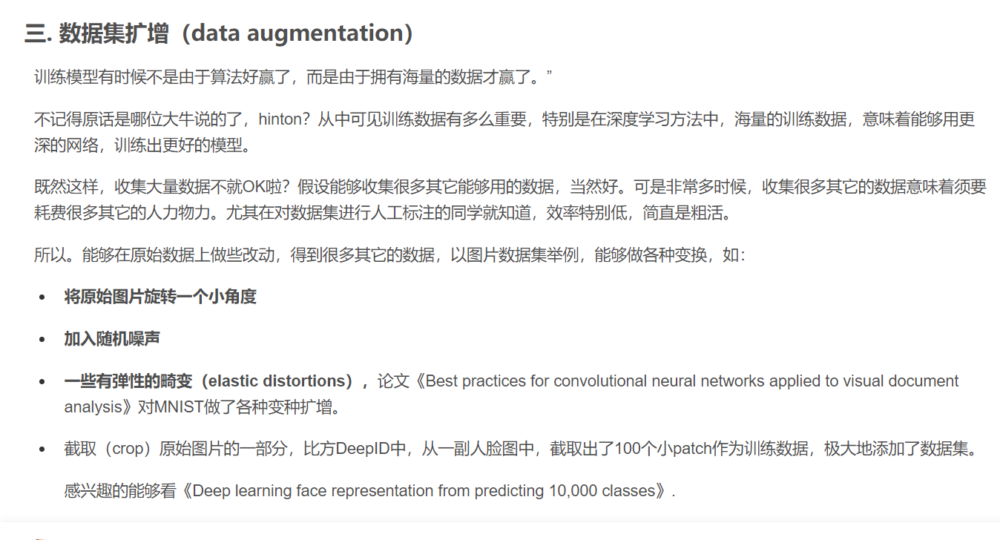 三. 数据集扩增（data augmentation）
训练模型有时候不是由于算法好赢了，而是由于拥有海量的数据才赢了。”
不记得原话是哪位大牛说的了，hinton？从中可见训练数据有多么重要，特别是在深度学习方法中，海量的训练数据，意味着能够用更
深的网络，训练出更好的模型。
既然这样，收集大量数据不就OK啦？假设能够收集很多其它能够用的数据，当然好。可是非常多时候，收集很多其它的数据意味着须要
耗费很多其它的人力物力。尤其在对数据集进行人工标注的同学就知道，效率特别低，简直是粗活。
所以。能够在原始数据上做些改动，得到很多其它的数据，以图片数据集举例，能够做各种变换，如：
• 将原始图片旋转一个小角度
• 加入随机噪声
• 一些有弹性的畸变（elastic distortions），论文《Best practices for convolutional neural networks applied to visual document
analysis》对MNIST做了各种变种扩增。
• 截取（crop）原始图片的一部分，比方DeepID中，从一副人脸图中，截取出了100个小patch作为训练数据，极大地添加了数据集。
感兴趣的能够看《Deep learning face representation from predicting 10,000 classes》.